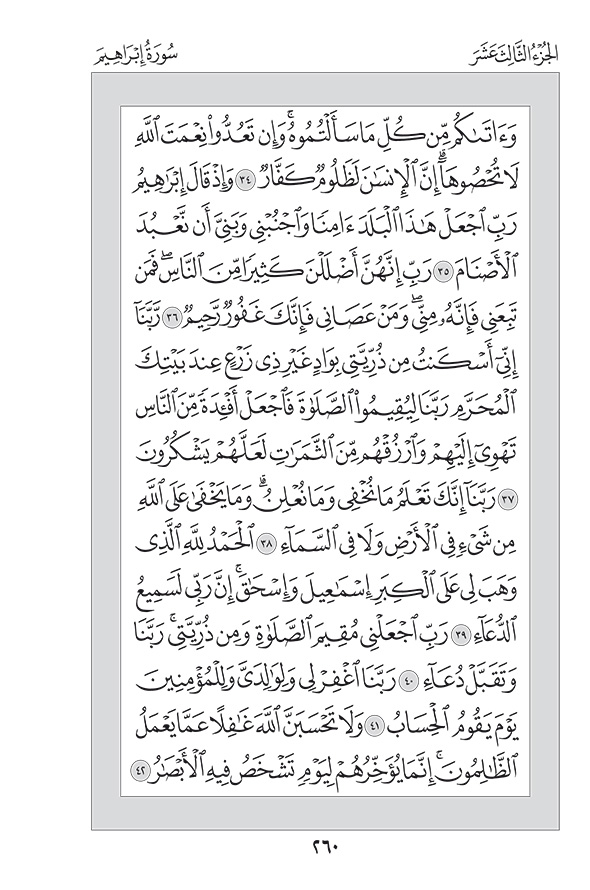 الجُزْءُ الثَّالِثَ عَشَرَ
سُورَةُ إِبْرَاهِيمَ
وَءَاتَىٰكُم مِّن كُلِّ مَا سَأَلْتُمُوهُۚ وَإِن تَعُدُّواْ نِعْمَتَ ٱللَّهِ
لَا تُحْصُوهَآۗ إِنَّ ٱلْإِنسَٰنَ لَظَلُومٌ كَفَّارٌ ٣٤ وَإِذْ قَالَ إِبْرَٰهِيمُ
رَبِّ ٱجْعَلْ هَٰذَا ٱلْبَلَدَ ءَامِنًا وَٱجْنُبْنِى وَبَنِىَّ أَن نَّعْبُدَ
ٱلْأَصْنَامَ ٣٥ رَبِّ إِنَّهُنَّ أَضْلَلْنَ كَثِيرًا مِّنَ ٱلنَّاسِۖ فَمَن
تَبِعَنِى فَإِنَّهُۥ مِنِّىۖ وَمَنْ عَصَانِى فَإِنَّكَ غَفُورٌ رَّحِيمٌ ٣٦ رَّبَّنَآ
إِنِّىٓ أَسْكَنتُ مِن ذُرِّيَّتِى بِوَادٍ غَيْرِ ذِى زَرْعٍ عِندَ بَيْتِكَ
ٱلْمُحَرَّمِ رَبَّنَا لِيُقِيمُواْ ٱلصَّلَوٰةَ فَٱجْعَلْ أَفْـِٔدَةً مِّنَ ٱلنَّاسِ
تَهْوِىٓ إِلَيْهِمْ وَٱرْزُقْهُم مِّنَ ٱلثَّمَرَٰتِ لَعَلَّهُمْ يَشْكُرُونَ
٣٧ رَبَّنَآ إِنَّكَ تَعْلَمُ مَا نُخْفِى وَمَا نُعْلِنُۗ وَمَا يَخْفَىٰ عَلَى ٱللَّهِ
مِن شَىْءٍ فِى ٱلْأَرْضِ وَلَا فِى ٱلسَّمَآءِ ٣٨ ٱلْحَمْدُ لِلَّهِ ٱلَّذِى
وَهَبَ لِى عَلَى ٱلْكِبَرِ إِسْمَٰعِيلَ وَإِسْحَٰقَۚ إِنَّ رَبِّى لَسَمِيعُ
ٱلدُّعَآءِ ٣٩ رَبِّ ٱجْعَلْنِى مُقِيمَ ٱلصَّلَوٰةِ وَمِن ذُرِّيَّتِىۚ رَبَّنَا
وَتَقَبَّلْ دُعَآءِ ٤٠ رَبَّنَا ٱغْفِرْ لِى وَلِوَٰلِدَىَّ وَلِلْمُؤْمِنِينَ
يَوْمَ يَقُومُ ٱلْحِسَابُ ٤١ وَلَا تَحْسَبَنَّ ٱللَّهَ غَٰفِلًا عَمَّا يَعْمَلُ
ٱلظَّٰلِمُونَۚ إِنَّمَا يُؤَخِّرُهُمْ لِيَوْمٍ تَشْخَصُ فِيهِ ٱلْأَبْصَٰرُ ٤٢
٢٦٠